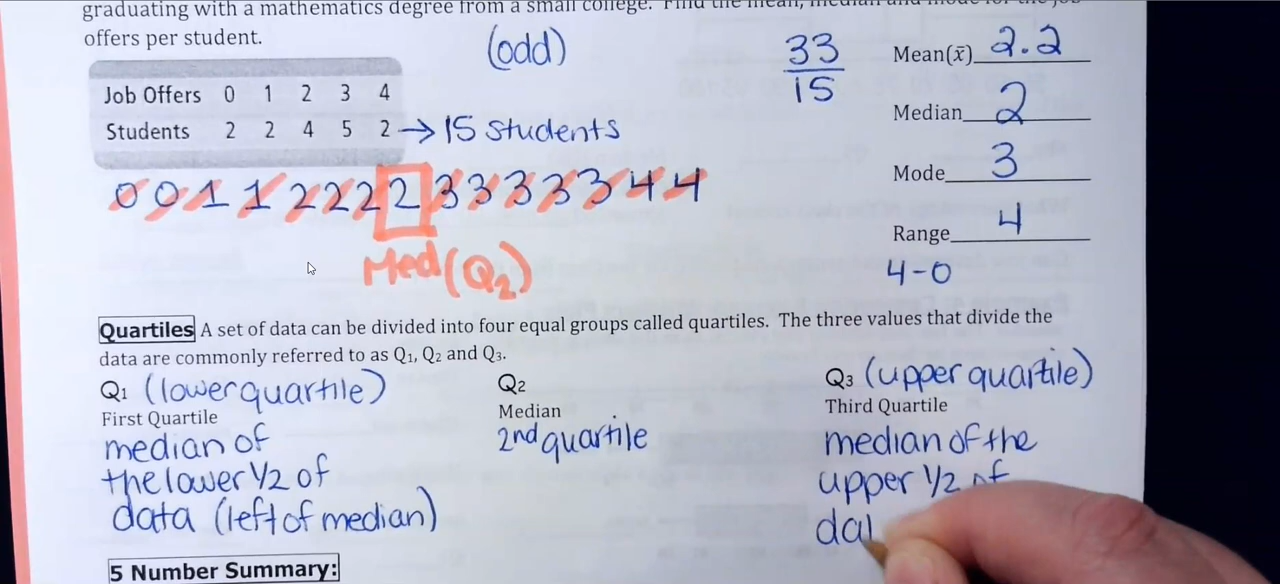 graduating with a mathematics degree from a small college. Find the mean, median and mode for the job
offers per student.
(odd)
33
15
Mean(x̄) 2.2
Job Offers 0 1 2 3 4
Students 2 2 4 5 2 → 15 students
Median 2
0 0 1 1 2 2 2 2 3 3 3 3 3 4 4
Mode 3
Med(Q₂)
Range 4
4-0
Quartiles A set of data can be divided into four equal groups called quartiles. The three values that divide the
data are commonly referred to as Q₁, Q₂ and Q₃.
Q₁ (lower quartile)
First Quartile
median of
the lower 1/2 of
data (left of median)
Q₂
Median
2nd quartile
Q₃ (upper quartile)
Third Quartile
median of the
upper 1/2 of
dat
5 Number Summary: